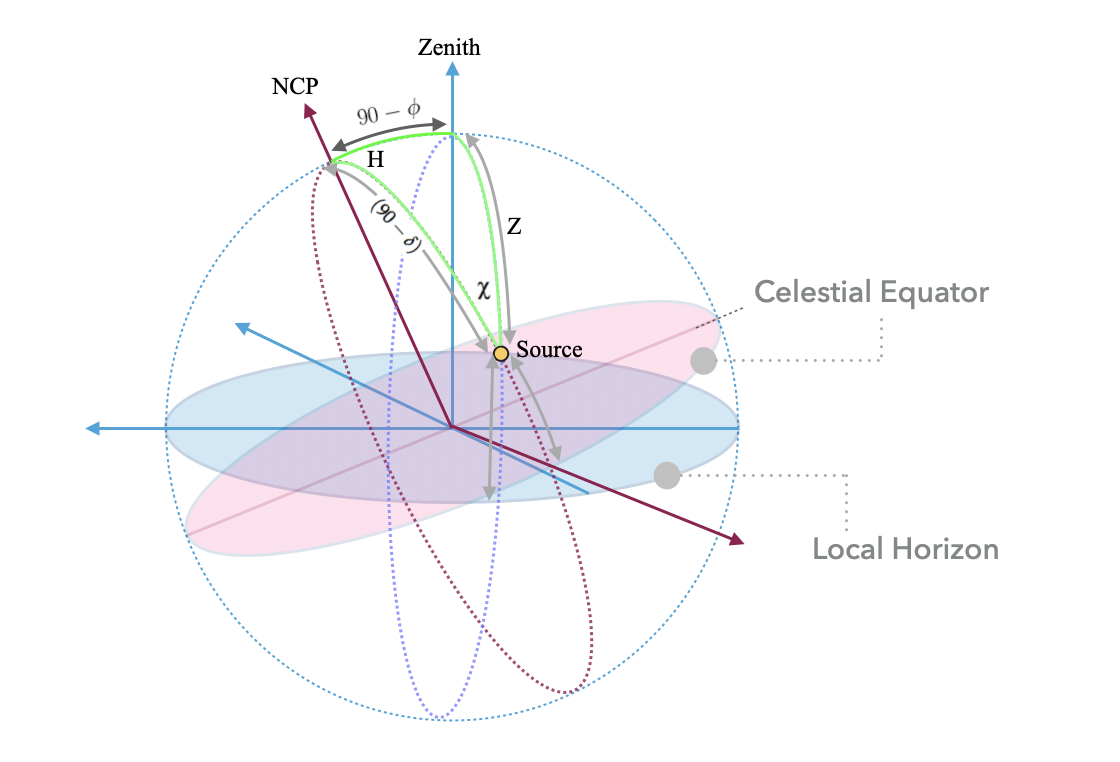 Zenith
NCP
90 − ϕ
H
(90 − δ)
Z
χ
Celestial Equator
Source
Local Horizon